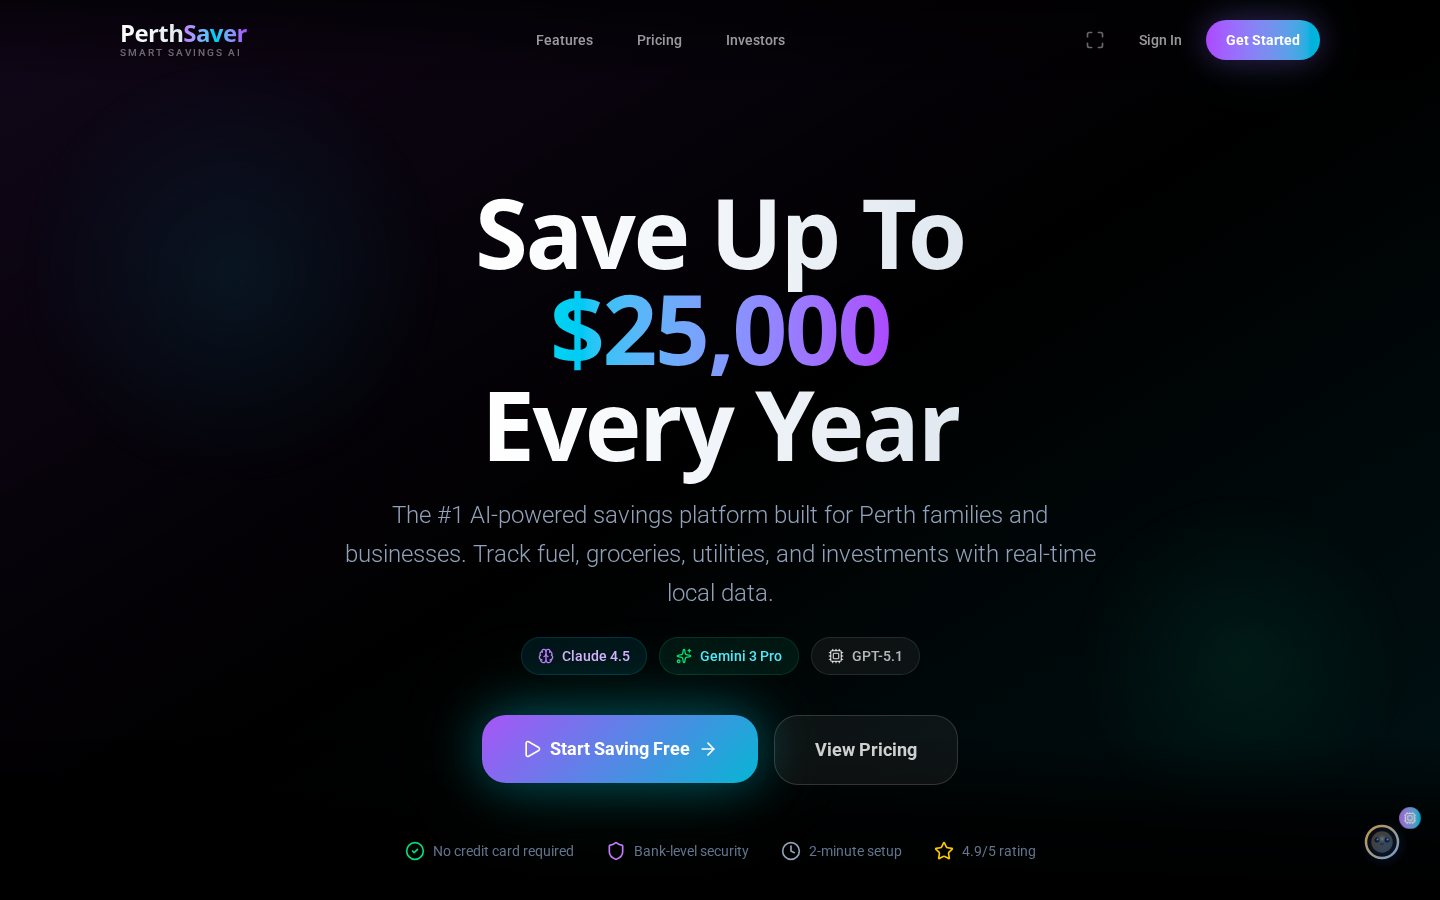 PerthSaver
SMART SAVINGS AI
Features
Pricing
Investors
Sign In
Get Started
Save Up To
$25,000
Every Year
The #1 AI-powered savings platform built for Perth families and
businesses. Track fuel, groceries, utilities, and investments with real-time
local data.
Claude 4.5
Gemini 3 Pro
GPT-5.1
Start Saving Free
View Pricing
No credit card required
Bank-level security
2-minute setup
4.9/5 rating